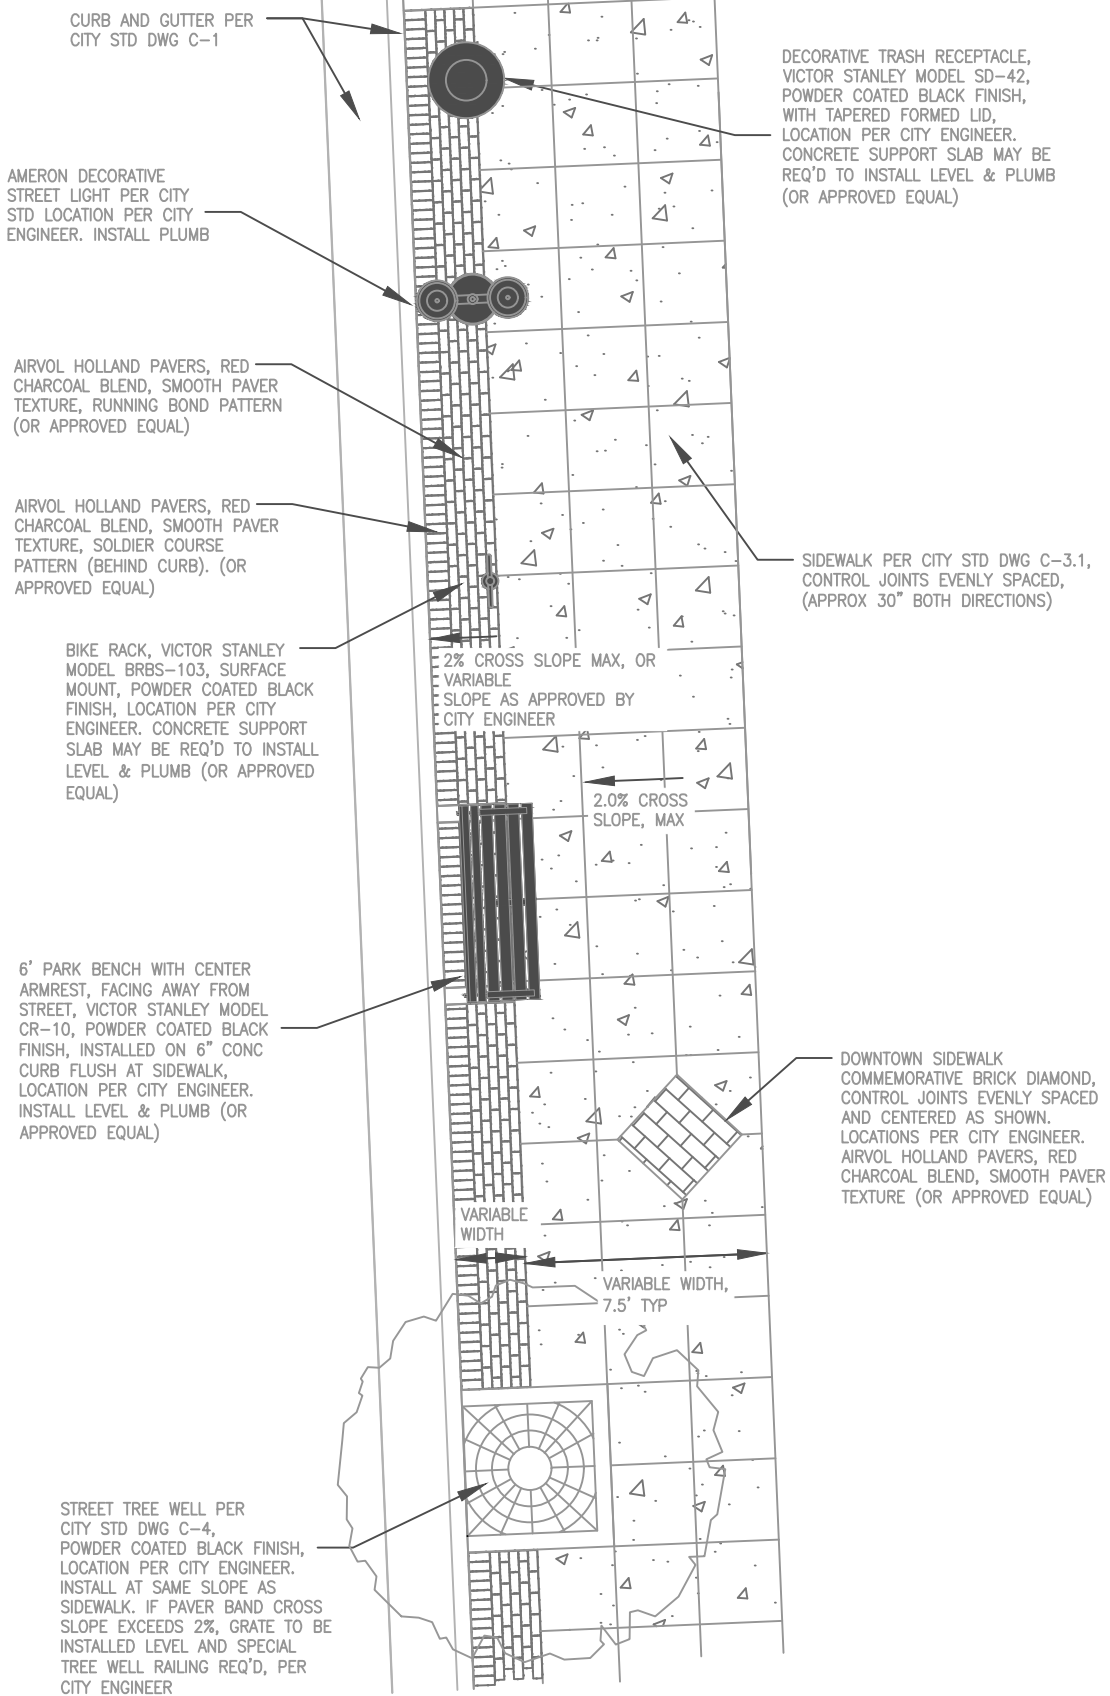 CURB AND GUTTER PER
CITY STD DWG C-1
DECORATIVE TRASH RECEPTACLE,
VICTOR STANLEY MODEL SD-42,
POWDER COATED BLACK FINISH,
WITH TAPERED FORMED LID,
LOCATION PER CITY ENGINEER.
CONCRETE SUPPORT SLAB MAY BE
REQ'D TO INSTALL LEVEL & PLUMB
(OR APPROVED EQUAL)
AMERON DECORATIVE
STREET LIGHT PER CITY
STD LOCATION PER CITY
ENGINEER. INSTALL PLUMB
AIRVOL HOLLAND PAVERS, RED
CHARCOAL BLEND, SMOOTH PAVER
TEXTURE, RUNNING BOND PATTERN
(OR APPROVED EQUAL)
AIRVOL HOLLAND PAVERS, RED
CHARCOAL BLEND, SMOOTH PAVER
TEXTURE, SOLDIER COURSE
PATTERN (BEHIND CURB). (OR
APPROVED EQUAL)
SIDEWALK PER CITY STD DWG C-3.1,
CONTROL JOINTS EVENLY SPACED,
(APPROX 30" BOTH DIRECTIONS)
BIKE RACK, VICTOR STANLEY
MODEL BRBS-103, SURFACE
MOUNT, POWDER COATED BLACK
FINISH, LOCATION PER CITY
ENGINEER. CONCRETE SUPPORT
SLAB MAY BE REQ'D TO INSTALL
LEVEL & PLUMB (OR APPROVED
EQUAL)
2% CROSS SLOPE MAX, OR
VARIABLE
SLOPE AS APPROVED BY
CITY ENGINEER
2.0% CROSS
SLOPE, MAX
6' PARK BENCH WITH CENTER
ARMREST, FACING AWAY FROM
STREET, VICTOR STANLEY MODEL
CR-10, POWDER COATED BLACK
FINISH, INSTALLED ON 6" CONC
CURB FLUSH AT SIDEWALK,
LOCATION PER CITY ENGINEER.
INSTALL LEVEL & PLUMB (OR
APPROVED EQUAL)
DOWNTOWN SIDEWALK
COMMEMORATIVE BRICK DIAMOND,
CONTROL JOINTS EVENLY SPACED
AND CENTERED AS SHOWN.
LOCATIONS PER CITY ENGINEER.
AIRVOL HOLLAND PAVERS, RED
CHARCOAL BLEND, SMOOTH PAVER
TEXTURE (OR APPROVED EQUAL)
VARIABLE
WIDTH
VARIABLE WIDTH,
7.5' TYP
STREET TREE WELL PER
CITY STD DWG C-4,
POWDER COATED BLACK FINISH,
LOCATION PER CITY ENGINEER.
INSTALL AT SAME SLOPE AS
SIDEWALK. IF PAVER BAND CROSS
SLOPE EXCEEDS 2%, GRATE TO BE
INSTALLED LEVEL AND SPECIAL
TREE WELL RAILING REQ'D, PER
CITY ENGINEER